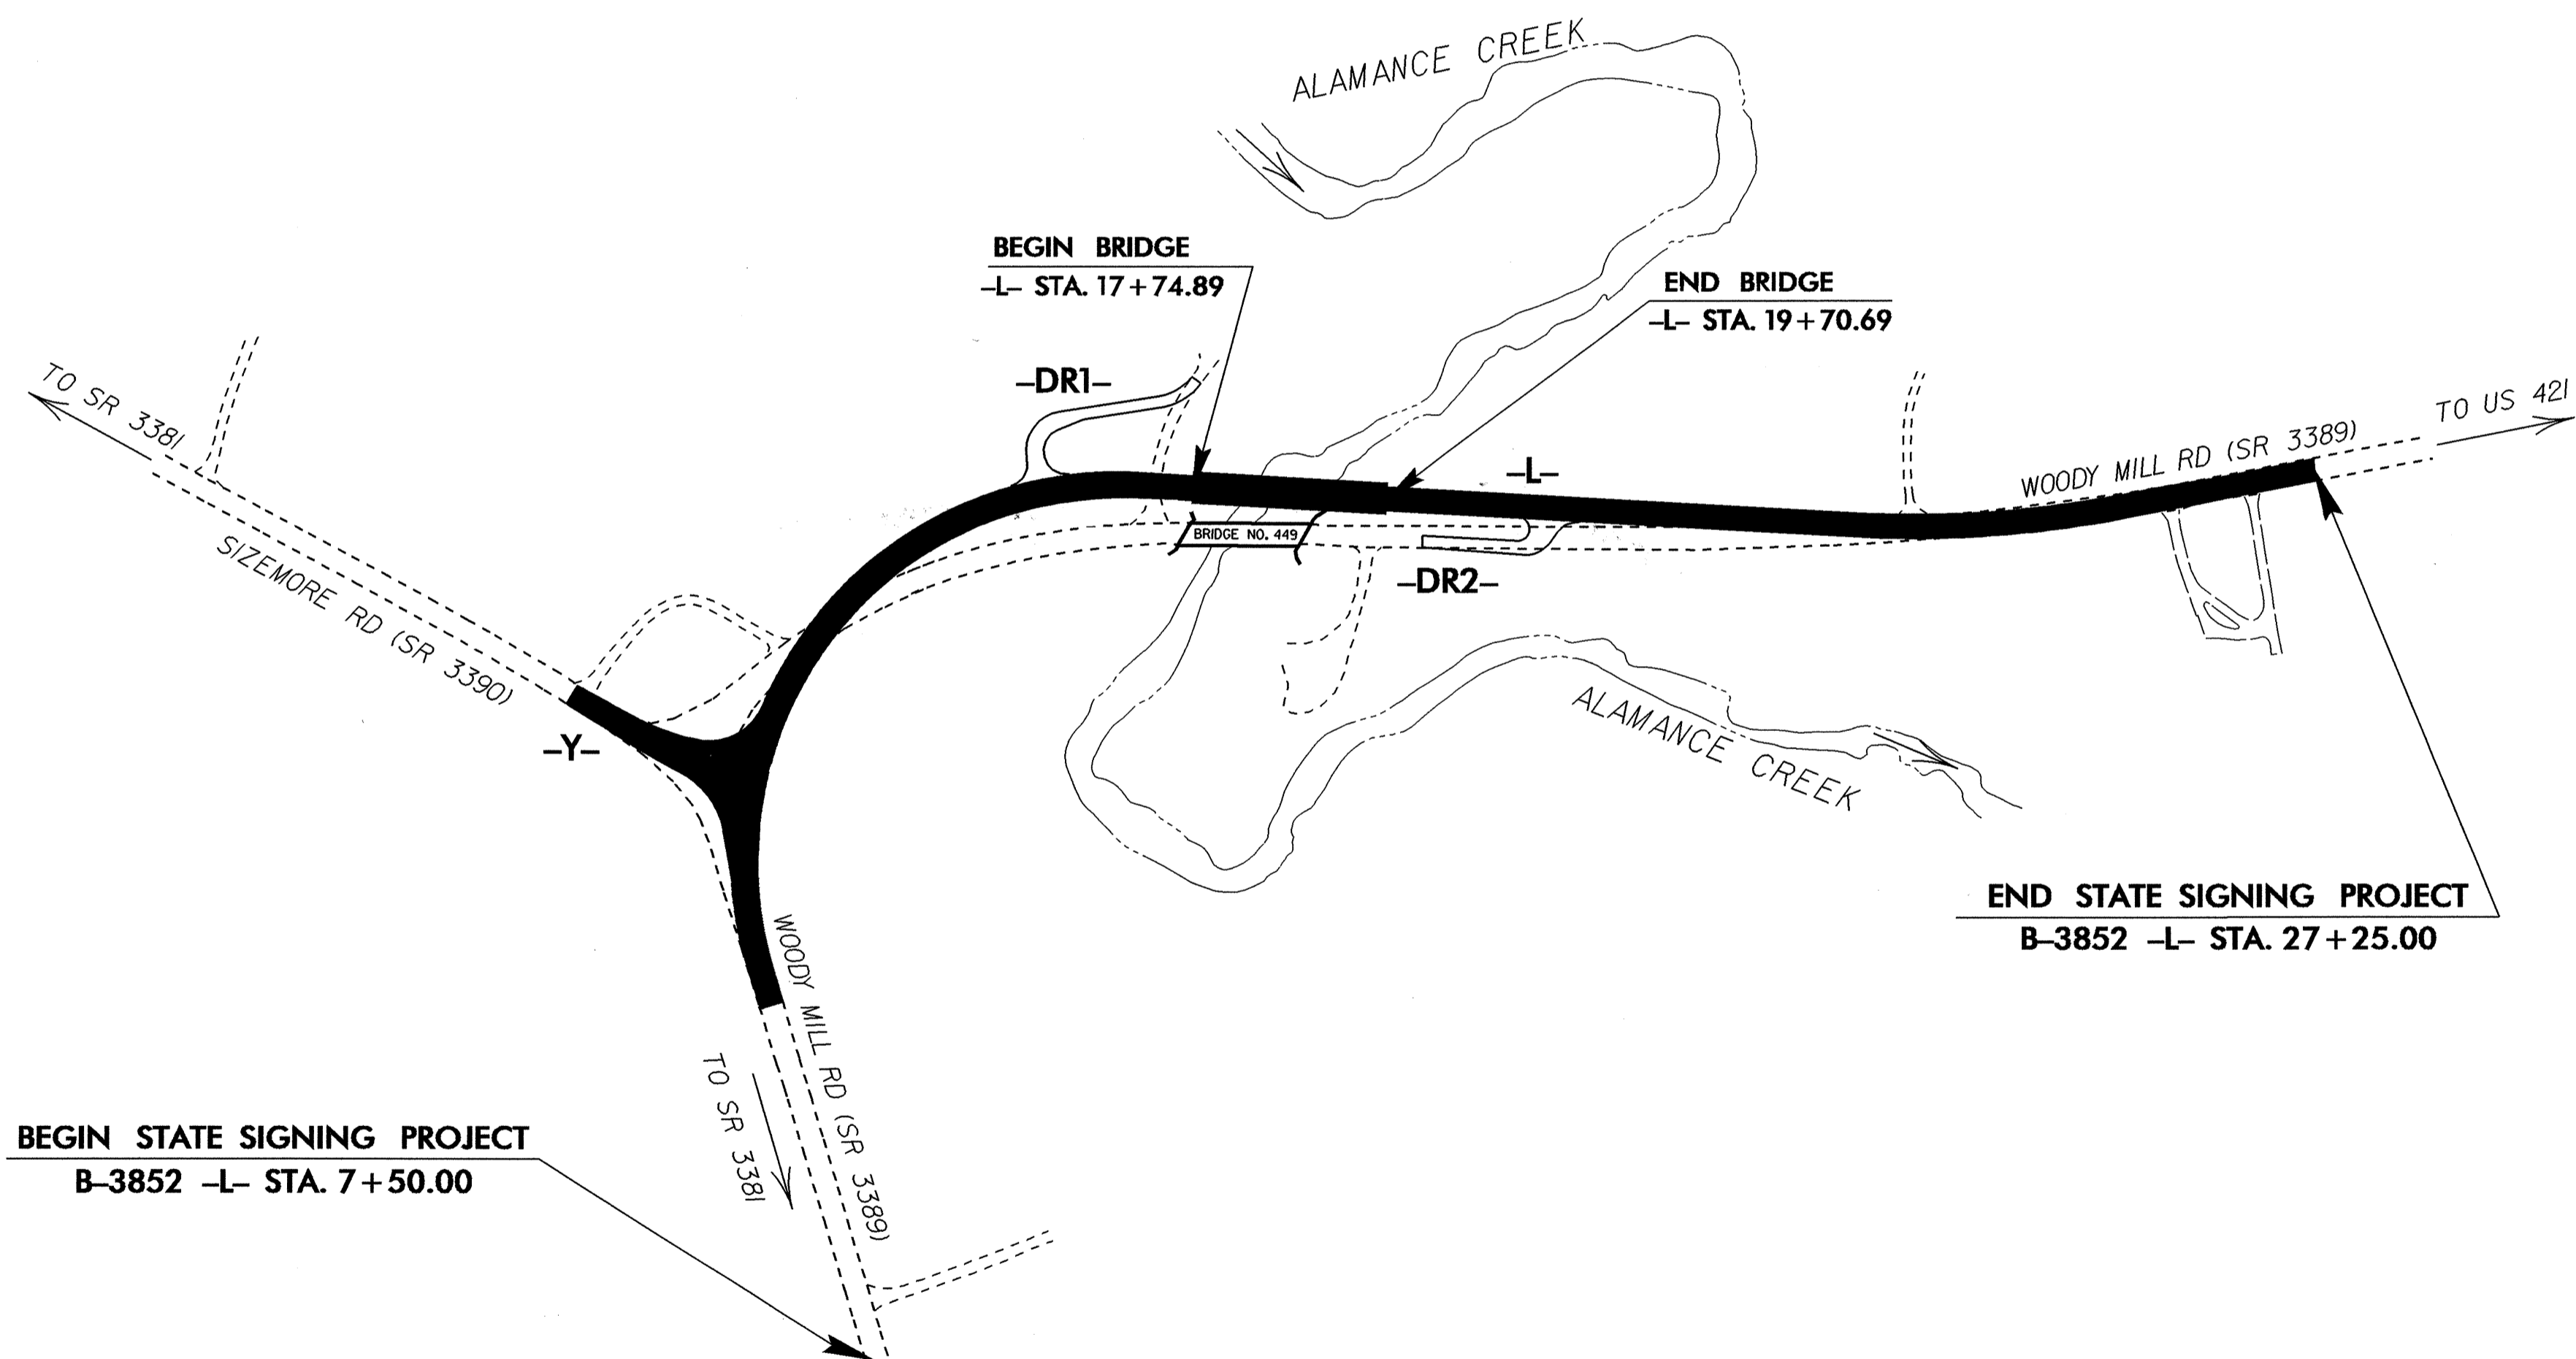 ALAMANCE CREEK
BEGIN BRIDGE
-L- STA. 17+74.89
END BRIDGE
-L- STA. 19+70.69
TO SR 3381
-DR1-
TO US 421
WOODY MILL RD (SR 3389)
-L-
BRIDGE NO. 449
-DR2-
SIZEMORE RD (SR 3390)
-Y-
ALAMANCE CREEK
END STATE SIGNING PROJECT
B-3852 -L- STA. 27+25.00
WOODY MILL RD (SR 3389)
TO SR 3381
BEGIN STATE SIGNING PROJECT
B-3852 -L- STA. 7+50.00